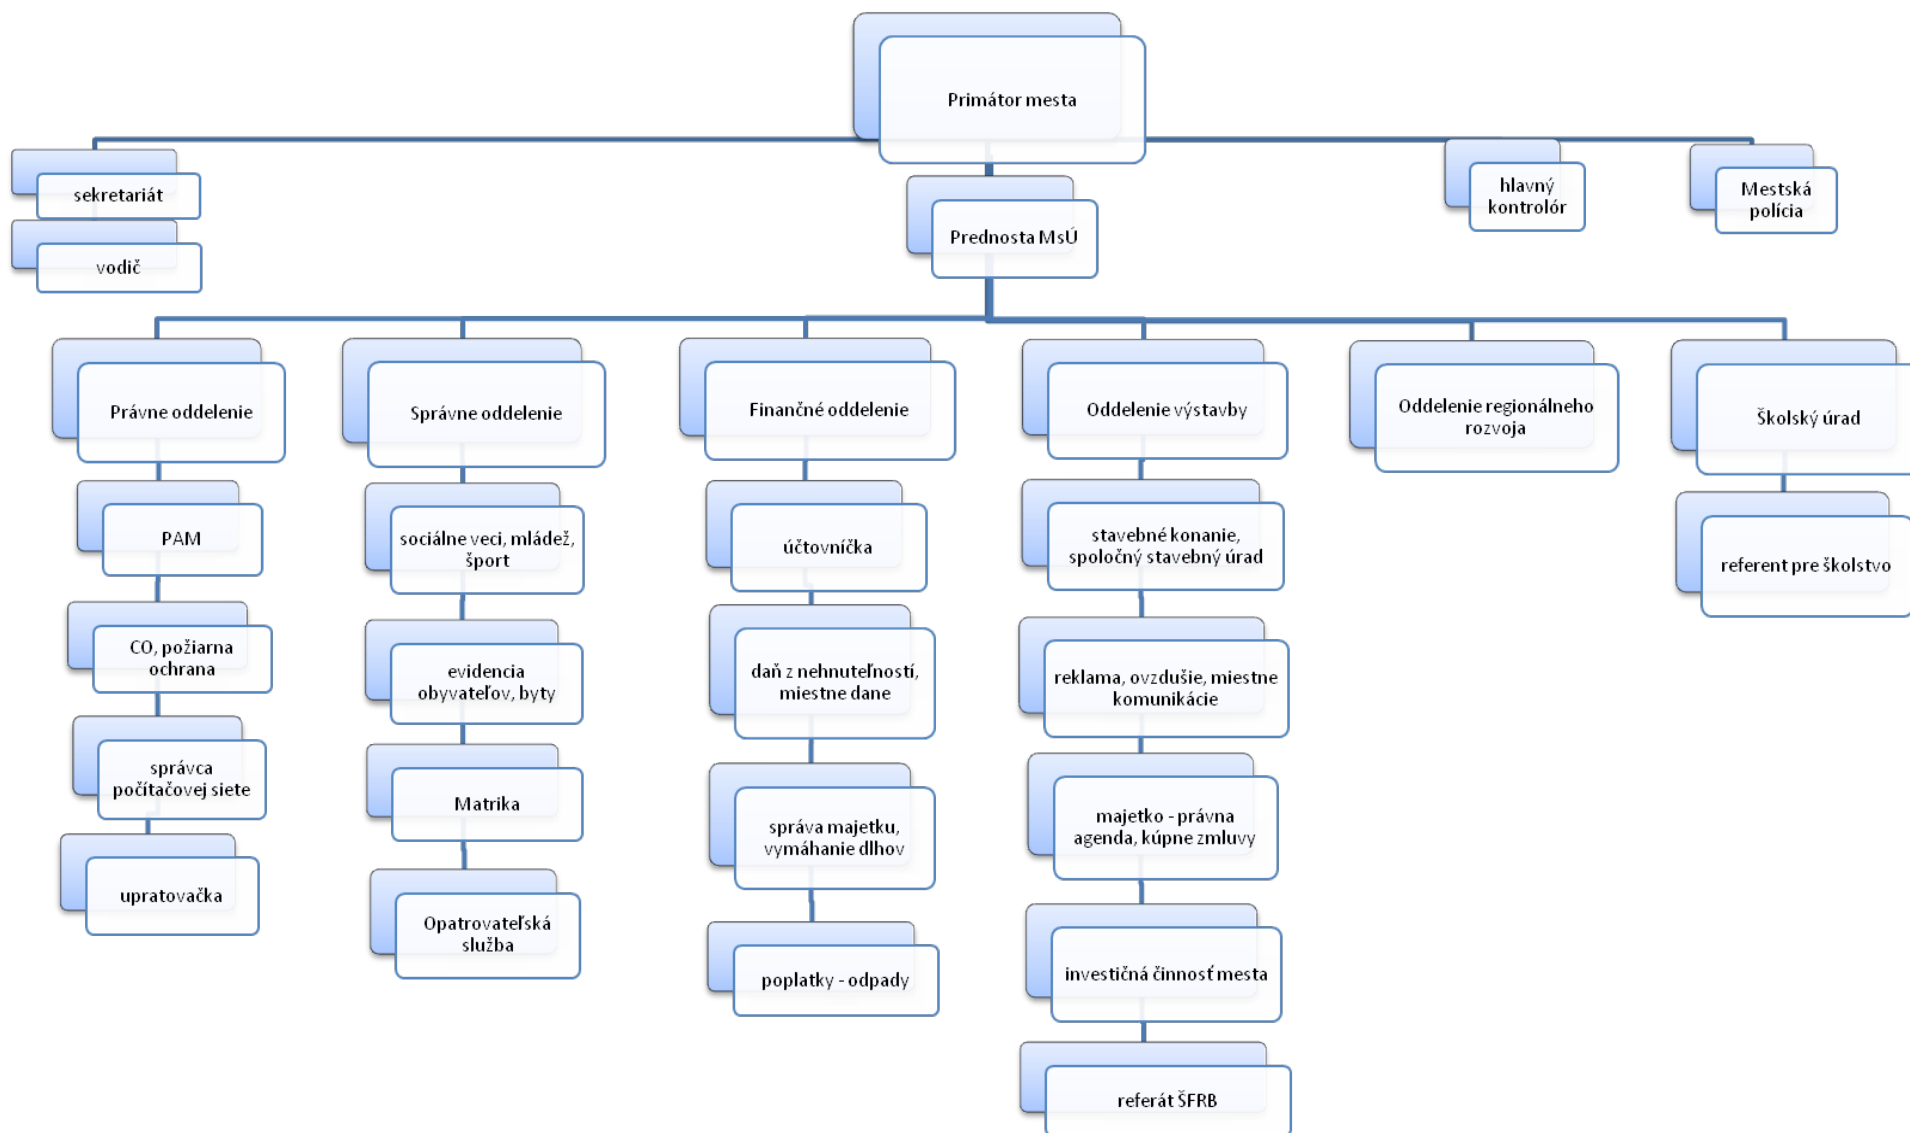 Primátor mesta
sekretariát
vodič
Prednosta MsÚ
hlavný
kontrolór
Mestská
polícia
Právne oddelenie
PAM
CO, požiarna
ochrana
správca
počítačovej siete
upratovačka
Správne oddelenie
sociálne veci, mládež,
šport
evidencia
obyvateľov, byty
Matrika
Opatrovateľská
služba
Finančné oddelenie
účtovníčka
daň z nehnuteľností,
miestne dane
správa majetku,
vymáhanie dlhov
poplatky - odpady
Oddelenie výstavby
stavebné konanie,
spoločný stavebný úrad
reklama, ovzdušie, miestne
komunikácie
majetko - právna
agenda, kúpne zmluvy
investičná činnosť mesta
referát ŠFRB
Oddelenie regionálneho
rozvoja
Školský úrad
referent pre školstvo